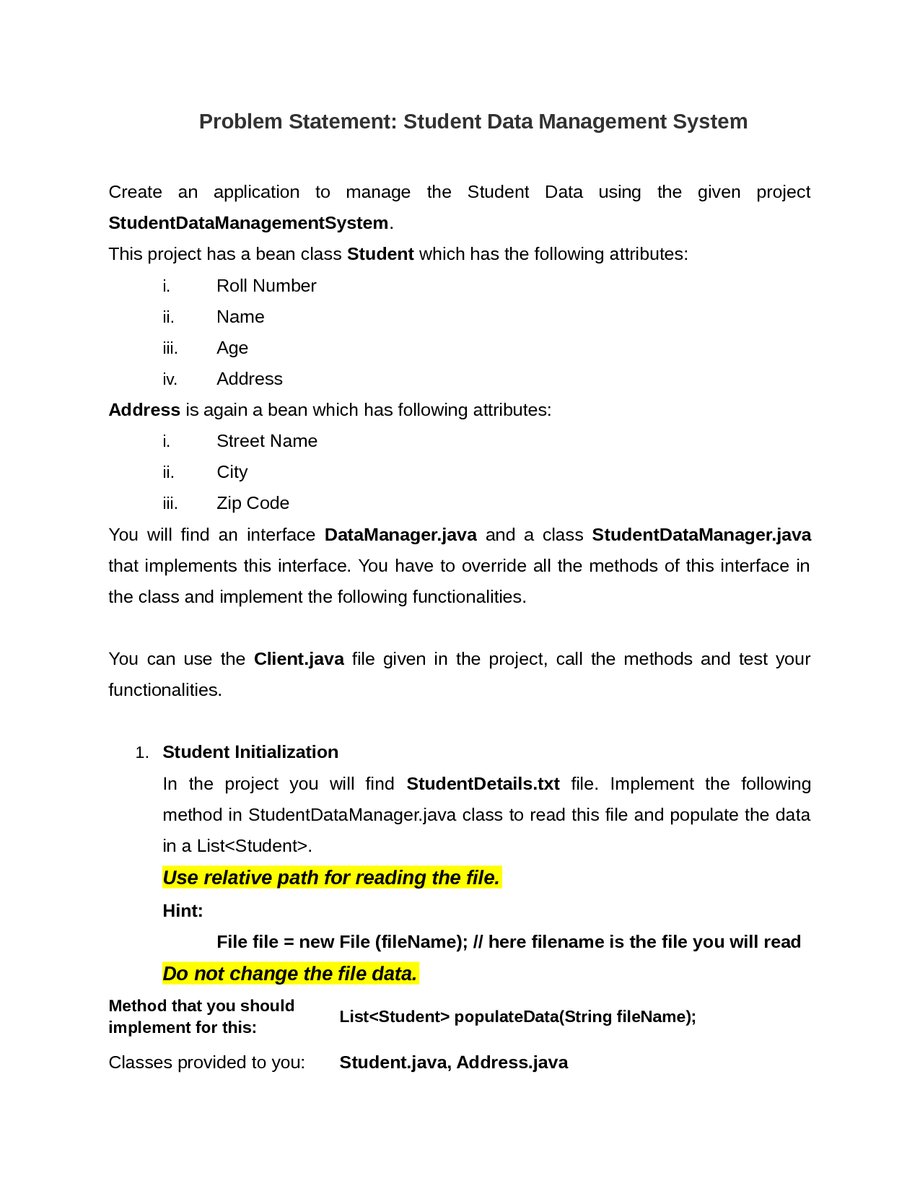 Problem Statement: Student Data Management System
Create an application to manage the Student Data using the given project
StudentDataManagementSystem.
This project has a bean class Student which has the following attributes:
i. Roll Number
ii. Name
iii. Age
iv. Address
Address is again a bean which has following attributes:
i. Street Name
ii. City
iii. Zip Code
You will find an interface DataManager.java and a class StudentDataManager.java
that implements this interface. You have to override all the methods of this interface in
the class and implement the following functionalities.
You can use the Client.java file given in the project, call the methods and test your
functionalities.
1. Student Initialization
In the project you will find StudentDetails.txt file. Implement the following
method in StudentDataManager.java class to read this file and populate the data
in a List<Student>.
Use relative path for reading the file.
Hint:
File file = new File (fileName); // here filename is the file you will read
Do not change the file data.
Method that you should
implement for this:
List<Student> populateData(String fileName);
Classes provided to you: Student.java, Address.java